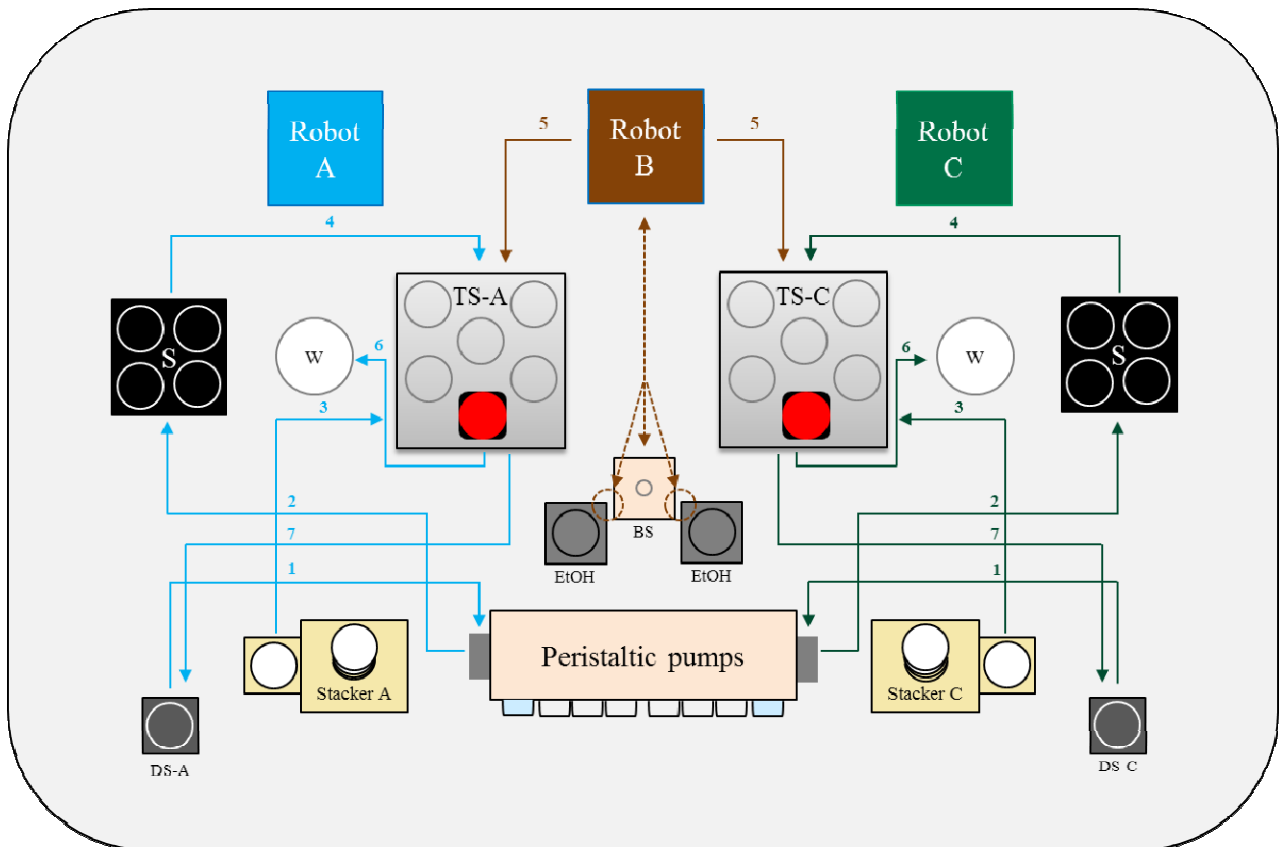 Robot
A
Robot
B
Robot
C
5
5
4
4
TS-A
TS-C
S
W
6
6
W
S
3
3
BS
EtOH
EtOH
2
2
7
7
1
1
Peristaltic pumps
Stacker A
Stacker C
DS-A
DS C